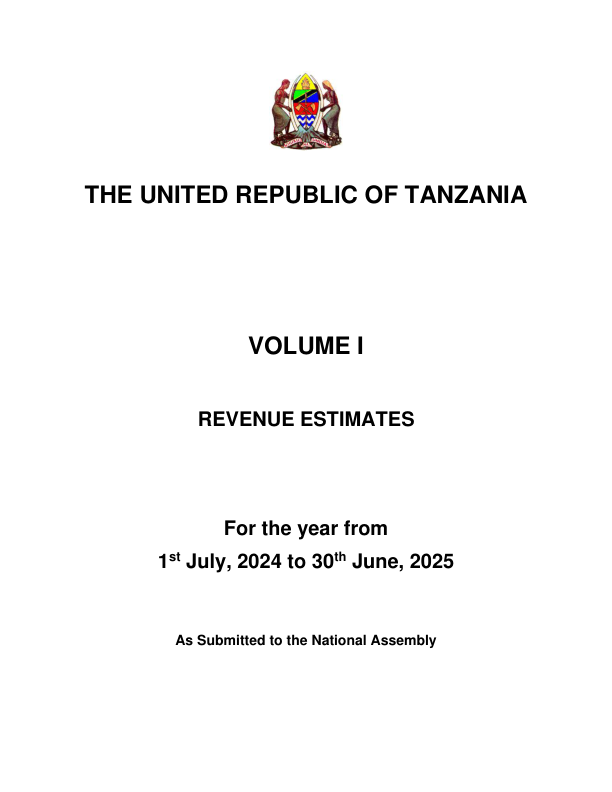 THE UNITED REPUBLIC OF TANZANIA
VOLUME I
REVENUE ESTIMATES
For the year from
1st July, 2024 to 30th June, 2025
As Submitted to the National Assembly